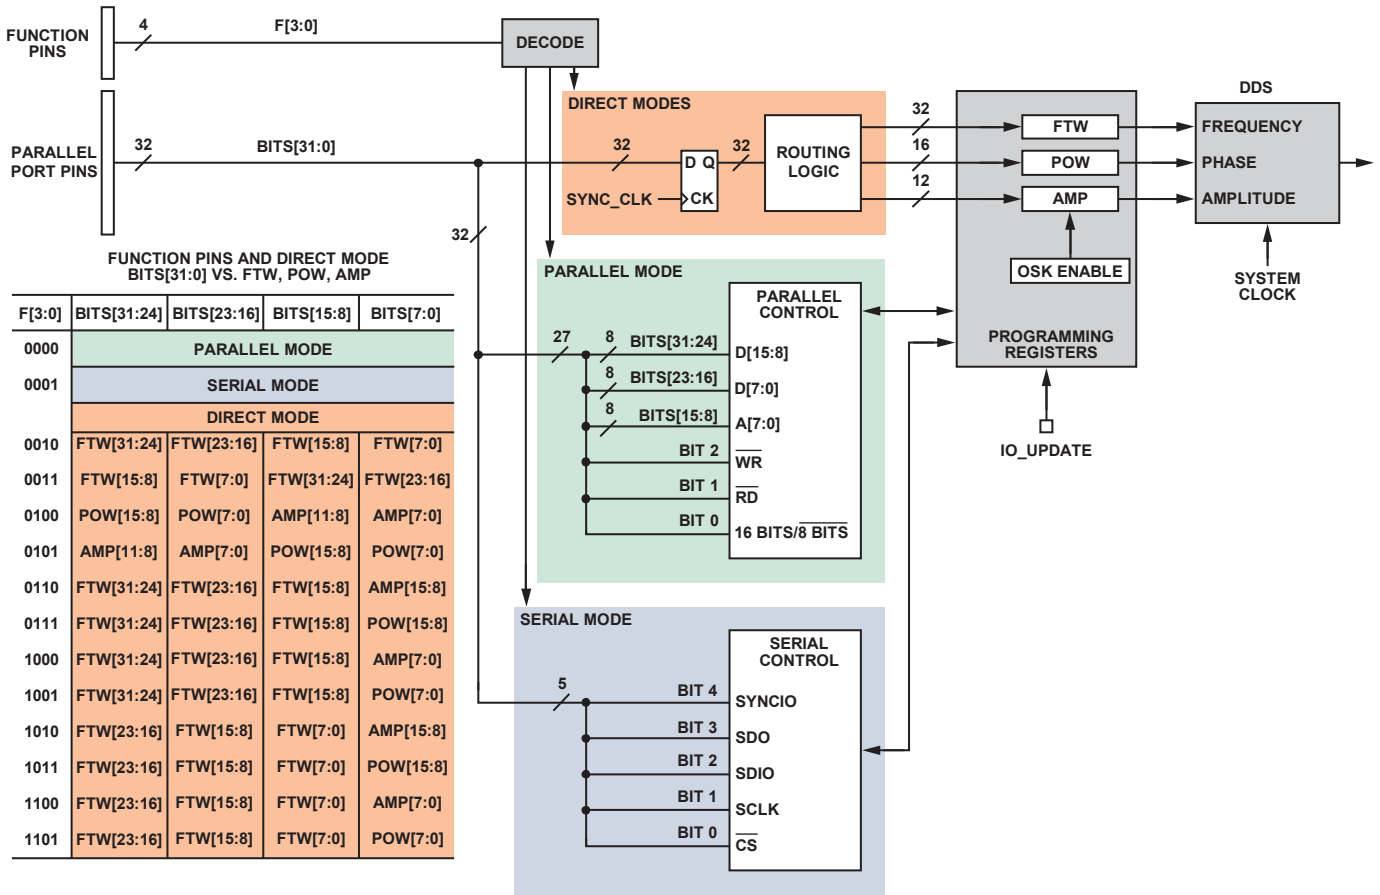 FUNCTION
PINS
4
F[3:0]
DECODE
PARALLEL
PORT PINS
32
BITS[31:0]
32
DIRECT MODES
32
D Q
CK
SYNC_CLK
32
ROUTING
LOGIC
32
16
12
FTW
POW
AMP
OSK ENABLE
PROGRAMMING
REGISTERS
IO_UPDATE
DDS
FREQUENCY
PHASE
AMPLITUDE
SYSTEM
CLOCK
FUNCTION PINS AND DIRECT MODE
BITS[31:0] VS. FTW, POW, AMP
F[3:0] BITS[31:24] BITS[23:16] BITS[15:8] BITS[7:0]
0000 PARALLEL MODE
0001 SERIAL MODE
DIRECT MODE
0010 FTW[31:24] FTW[23:16] FTW[15:8] FTW[7:0]
0011 FTW[15:8] FTW[7:0] FTW[31:24] FTW[23:16]
0100 POW[15:8] POW[7:0] AMP[11:8] AMP[7:0]
0101 AMP[11:8] AMP[7:0] POW[15:8] POW[7:0]
0110 FTW[31:24] FTW[23:16] FTW[15:8] AMP[15:8]
0111 FTW[31:24] FTW[23:16] FTW[15:8] POW[15:8]
1000 FTW[31:24] FTW[23:16] FTW[15:8] AMP[7:0]
1001 FTW[31:24] FTW[23:16] FTW[15:8] POW[7:0]
1010 FTW[23:16] FTW[15:8] FTW[7:0] AMP[15:8]
1011 FTW[23:16] FTW[15:8] FTW[7:0] POW[15:8]
1100 FTW[23:16] FTW[15:8] FTW[7:0] AMP[7:0]
1101 FTW[23:16] FTW[15:8] FTW[7:0] POW[7:0]
PARALLEL MODE
PARALLEL
CONTROL
27
8 BITS[31:24] D[15:8]
8 BITS[23:16] D[7:0]
8 BITS[15:8] A[7:0]
BIT 2 WR
BIT 1 RD
BIT 0 16 BITS/8 BITS
SERIAL MODE
SERIAL
CONTROL
5
BIT 4 SYNCIO
BIT 3 SDO
BIT 2 SDIO
BIT 1 SCLK
BIT 0 CS